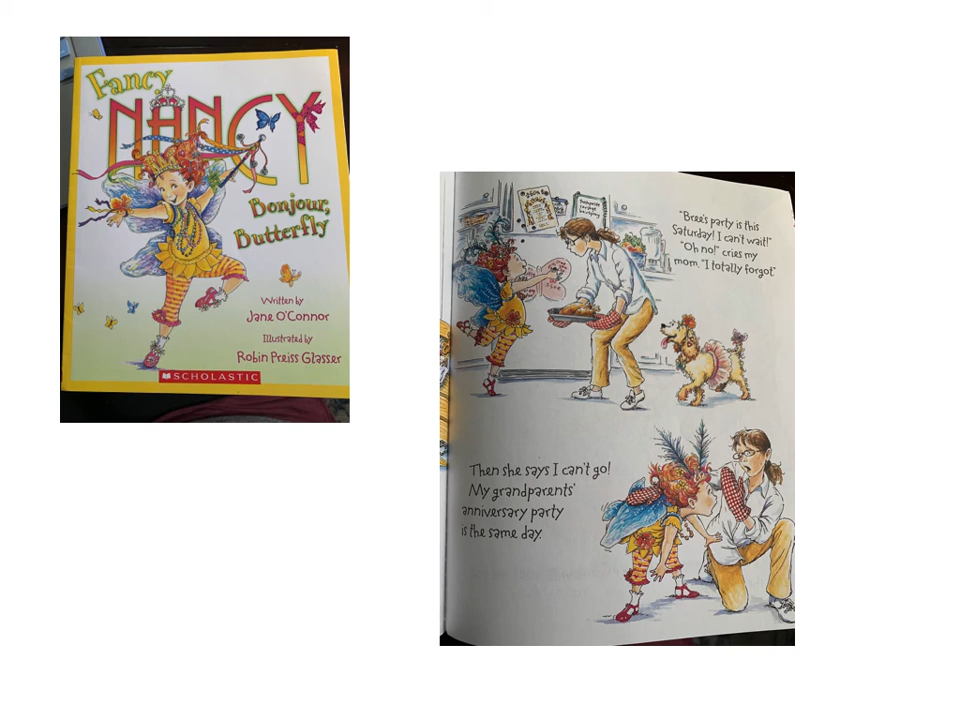 Fancy
NANCY
Bonjour,
Butterfly
Written by
Jane O'Connor
Illustrated by
Robin Preiss Glasser
SCHOLASTIC
"Bree's party is this
Saturday! I can't wait!"
"Oh no!" cries my
mom. "I totally forgot."
Then she says I can't go!
My grandparents'
anniversary party
is the same day.